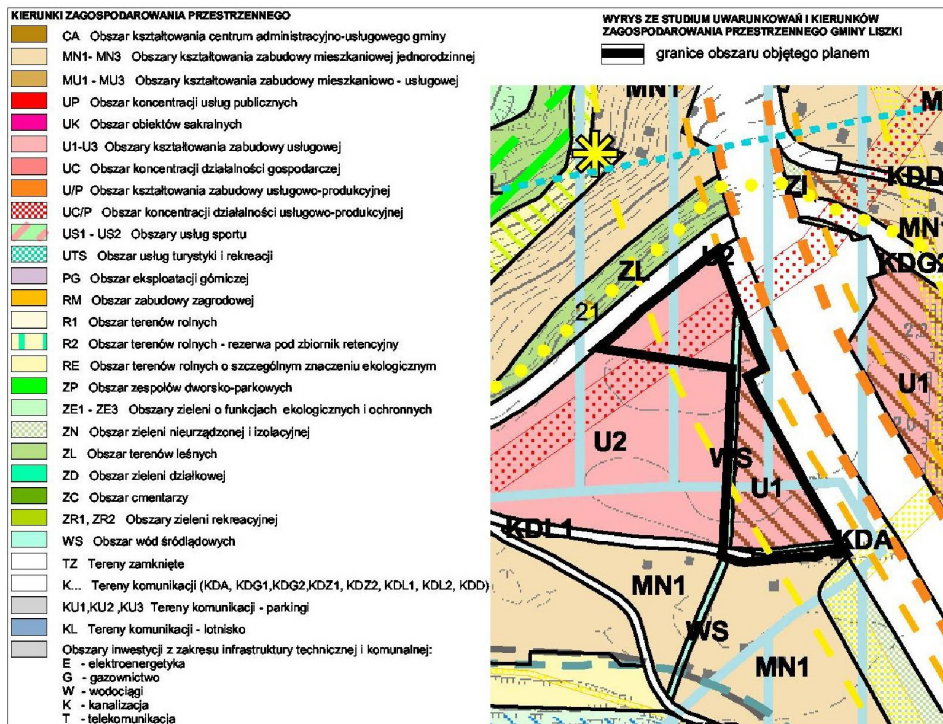 KIERUNKI ZAGOSPODAROWANIA PRZESTRZENNEGO
CA Obszar kształtowania centrum administracyjno-usługowego gminy
MN1- MN3 Obszary kształtowania zabudowy mieszkaniowej jednorodzinnej
MU1 - MU3 Obszary kształtowania zabudowy mieszkaniowo - usługowej
UP Obszar koncentracji usług publicznych
UK Obszar obiektów sakralnych
U1-U3 Obszary kształtowania zabudowy usługowej
UC Obszar koncentracji działalności gospodarczej
U/P Obszar kształtowania zabudowy usługowo-produkcyjnej
UC/P Obszar koncentracji działalności usługowo-produkcyjnej
US1 - US2 Obszary usług sportu
UTS Obszar usług turystyki i rekreacji
PG Obszar eksploatacji górniczej
RM Obszar zabudowy zagrodowej
R1 Obszar terenów rolnych
R2 Obszar terenów rolnych - rezerwa pod zbiornik retencyjny
RE Obszar terenów rolnych o szczególnym znaczeniu ekologicznym
ZP Obszar zespołów dworsko-parkowych
ZE1 - ZE3 Obszary zieleni o funkcjach ekologicznych i ochronnych
ZN Obszar zieleni nieurządzonej i izolacyjnej
ZL Obszar terenów leśnych
ZD Obszar zieleni działkowej
ZC Obszar cmentarzy
ZR1, ZR2 Obszary zieleni rekreacyjnej
WS Obszar wód śródlądowych
TZ Tereny zamknięte
K... Tereny komunikacji (KDA, KDG1,KDG2,KDZ1, KDZ2, KDL1, KDL2, KDD)
KU1,KU2 ,KU3 Tereny komunikacji - parkingi
KL Tereny komunikacji - lotnisko
Obszary inwestycji z zakresu infrastruktury technicznej i komunalnej:
E - elektroenergetyka
G - gazownictwo
W - wodociągi
K - kanalizacja
T - telekomunikacja
WYRYS ZE STUDIUM UWARUNKOWAŃ I KIERUNKÓW
ZAGOSPODAROWANIA PRZESTRZENNEGO GMINY LISZKI
granice obszaru objętego planem
MN1
KDD
MN1
U2
ZL
21
U1
U2
WS
U1
KDL1
KDA
MN1
WS
MN1